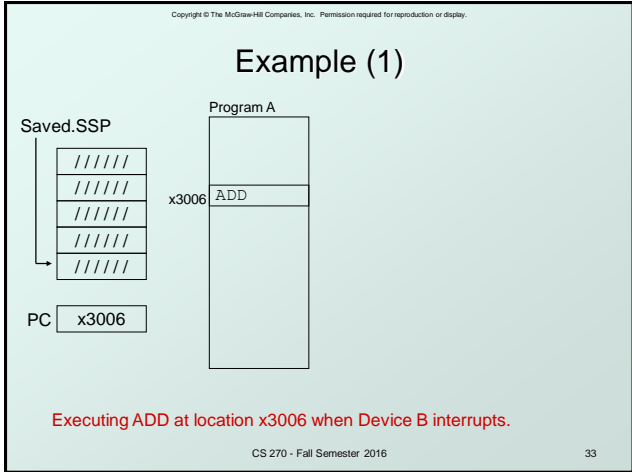 Copyright © The McGraw-Hill Companies, Inc. Permission required for reproduction or display.
Example (1)
Program A
Saved.SSP
//////
//////
x3006 ADD
//////
//////
//////
PC x3006
Executing ADD at location x3006 when Device B interrupts.
CS 270 - Fall Semester 2016 33